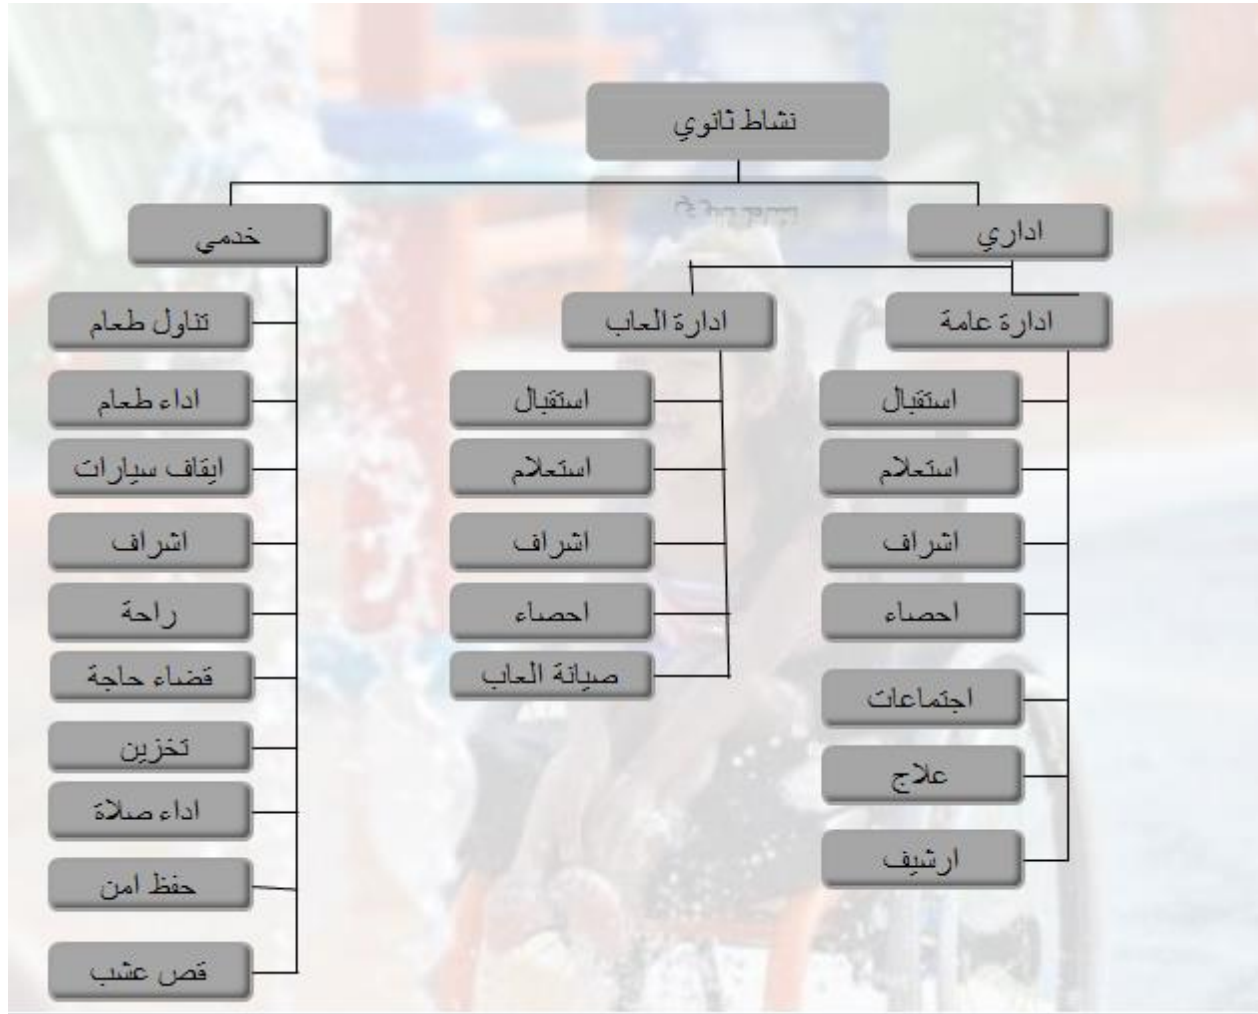 نشاط ثانوي
اداري
خدمي
ادارة عامة
ادارة العاب
تناول طعام
استقبال
استقبال
اداء طعام
استعلام
استعلام
ايقاف سيارات
اشراف
اشراف
اشراف
احصاء
احصاء
راحة
اجتماعات
صيانة العاب
قضاء حاجة
علاج
تخزين
ارشيف
اداء صلاة
حفظ امن
قص عشب